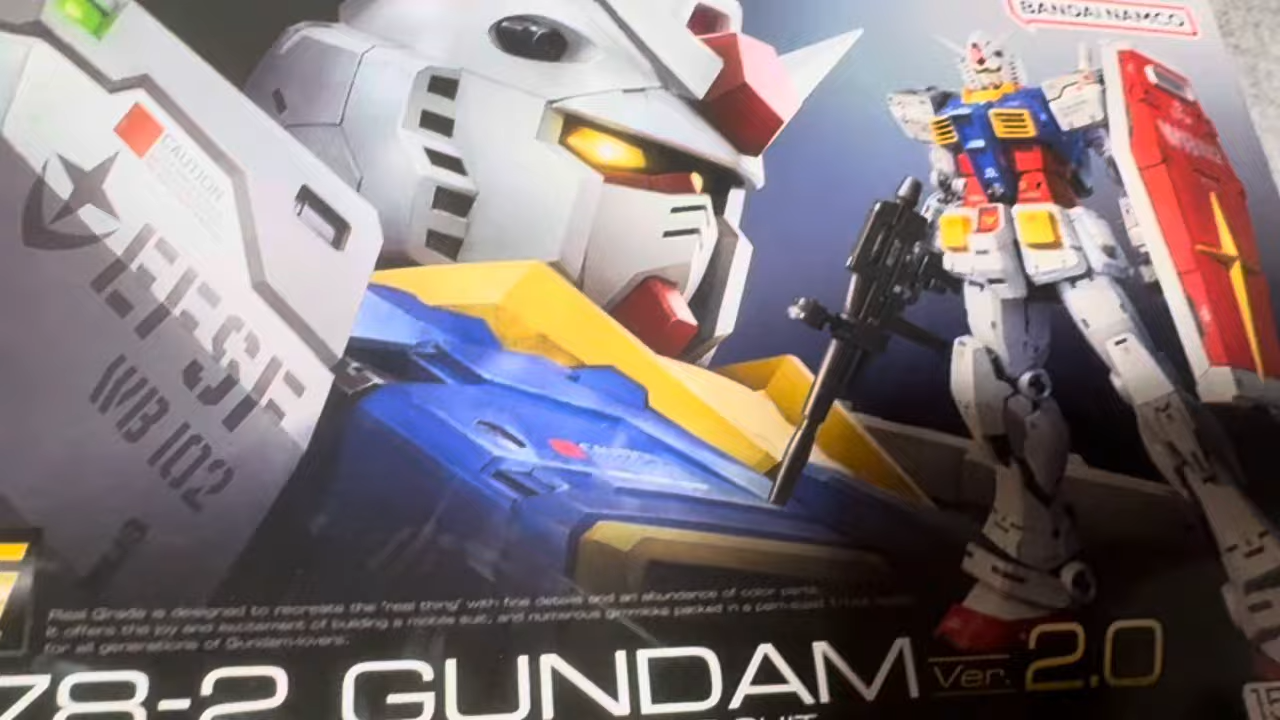 BANDAI NAMCO
CAUTION
EFSF
WB 102
Real Grade is designed to recreate the "real thing" with fine details and an abundance of color parts.
It offers the joy and excitement of building a mobile suit, and numerous gimmicks packed in a
for all generations of Gundam-lovers.
78-2 GUNDAM Ver. 2.0